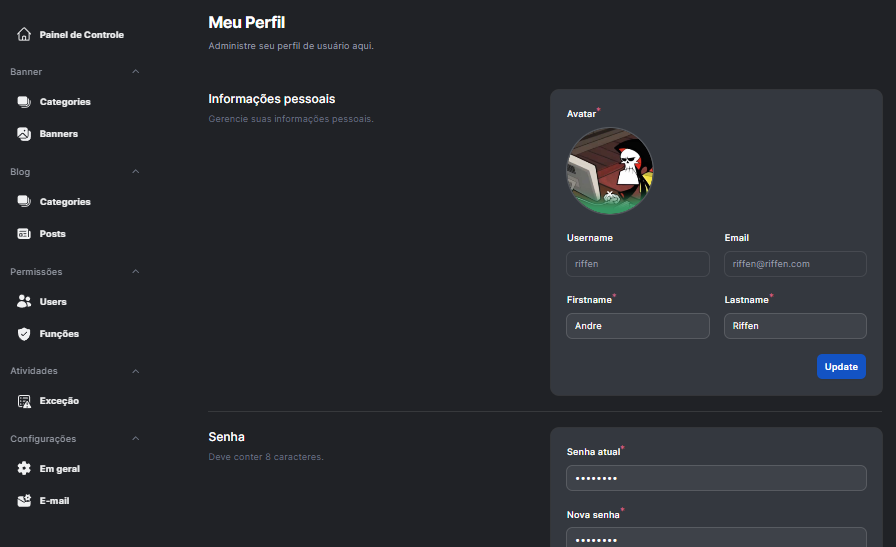 Painel de Controle
Banner
Categories
Banners
Blog
Categories
Posts
Permissões
Users
Funções
Atividades
Exceção
Configurações
Em geral
E-mail
Meu Perfil
Administre seu perfil de usuário aqui.
Informações pessoais
Gerencie suas informações pessoais.
Avatar*
Username
Email
riffen
riffen@riffen.com
Firstname*
Lastname*
Andre
Riffen
Update
Senha
Deve conter 8 caracteres.
Senha atual*
••••••••
Nova senha*
••••••••